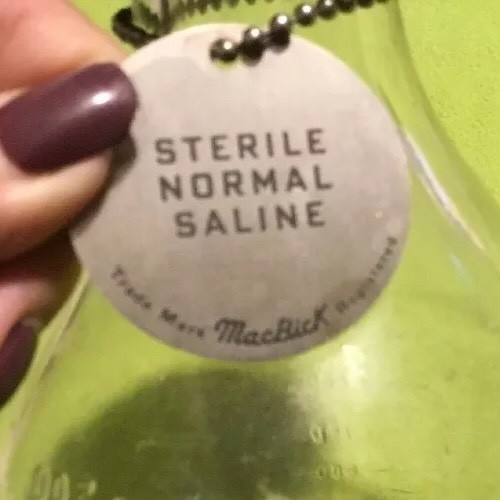 STERILE
NORMAL
SALINE
Trade Mark MacBick Registered